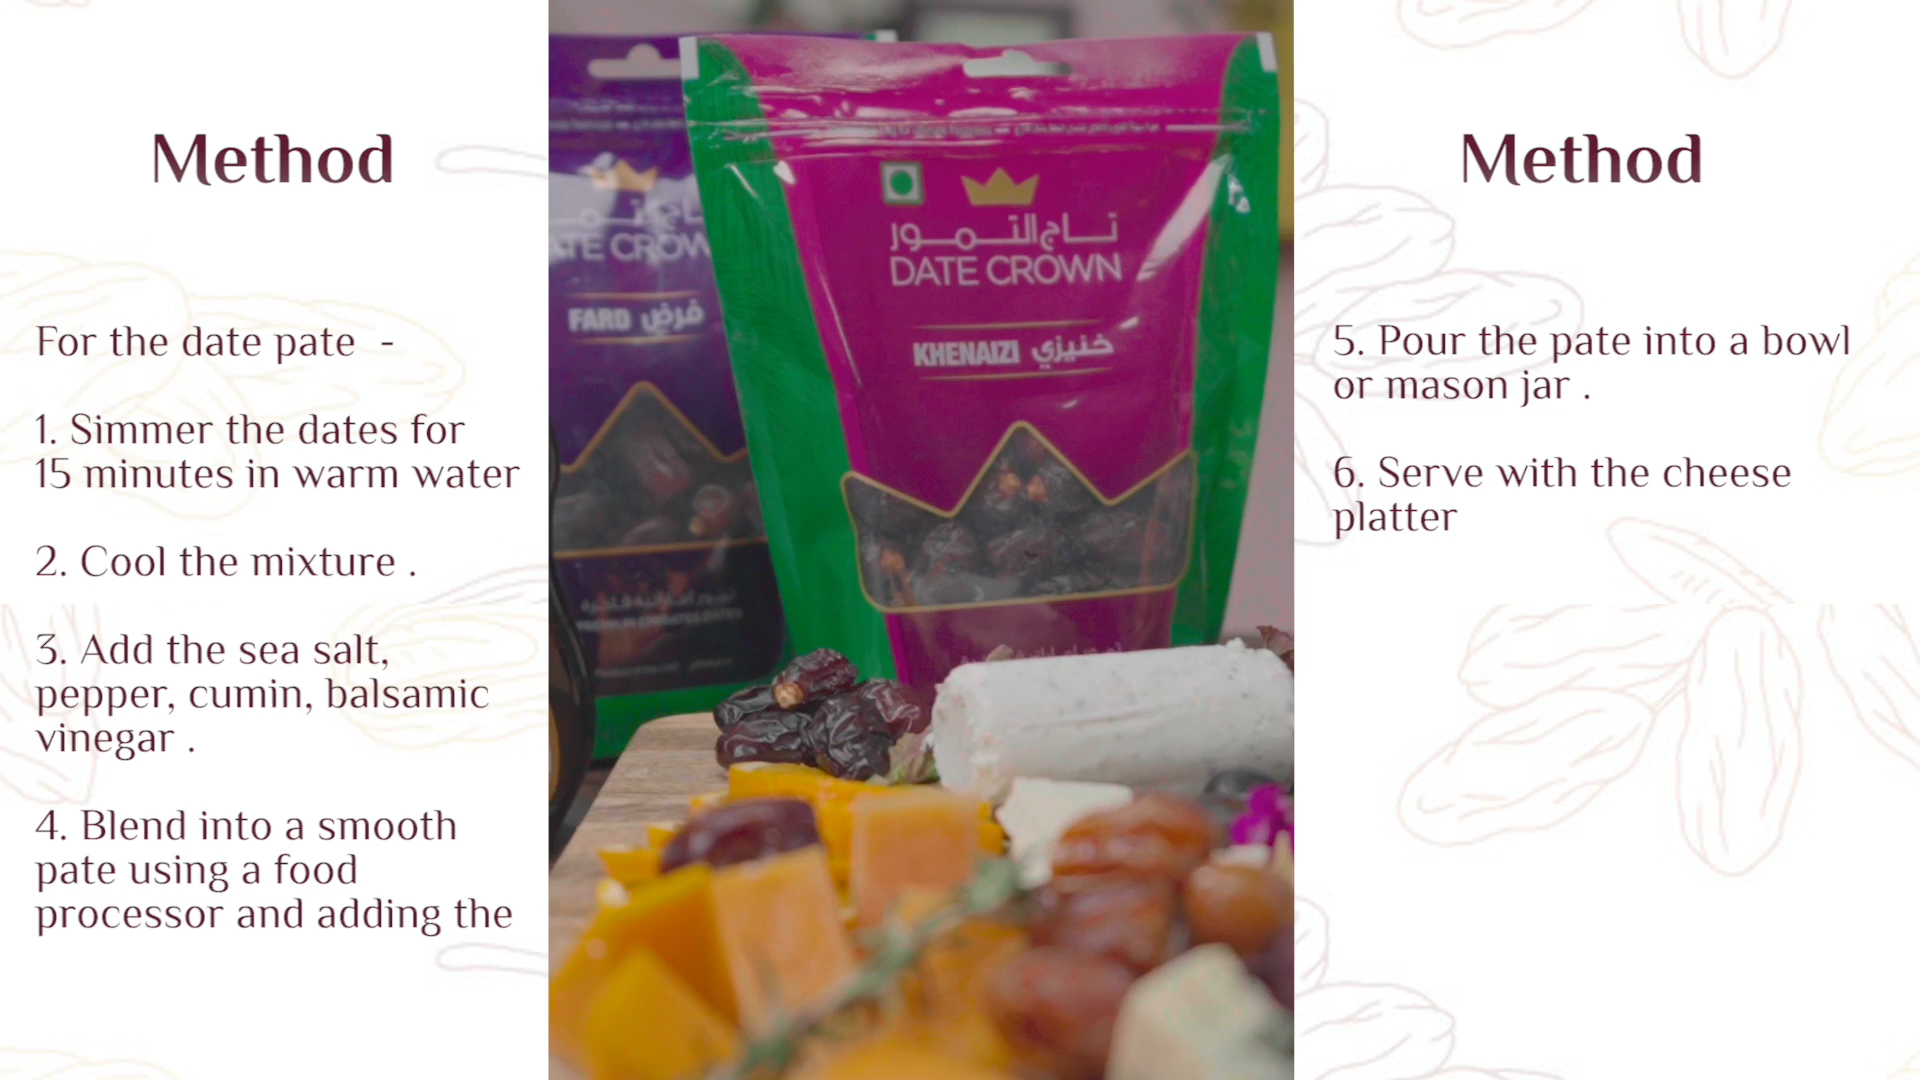 Method
For the date pate -
1. Simmer the dates for
15 minutes in warm water
2. Cool the mixture .
3. Add the sea salt,
pepper, cumin, balsamic
vinegar .
4. Blend into a smooth
pate using a food
processor and adding the
DATE CROW
FARD فرض
تاج التمور
DATE CROWN
KHENAIZI خنيزي
Method
5. Pour the pate into a bowl
or mason jar .
6. Serve with the cheese
platter